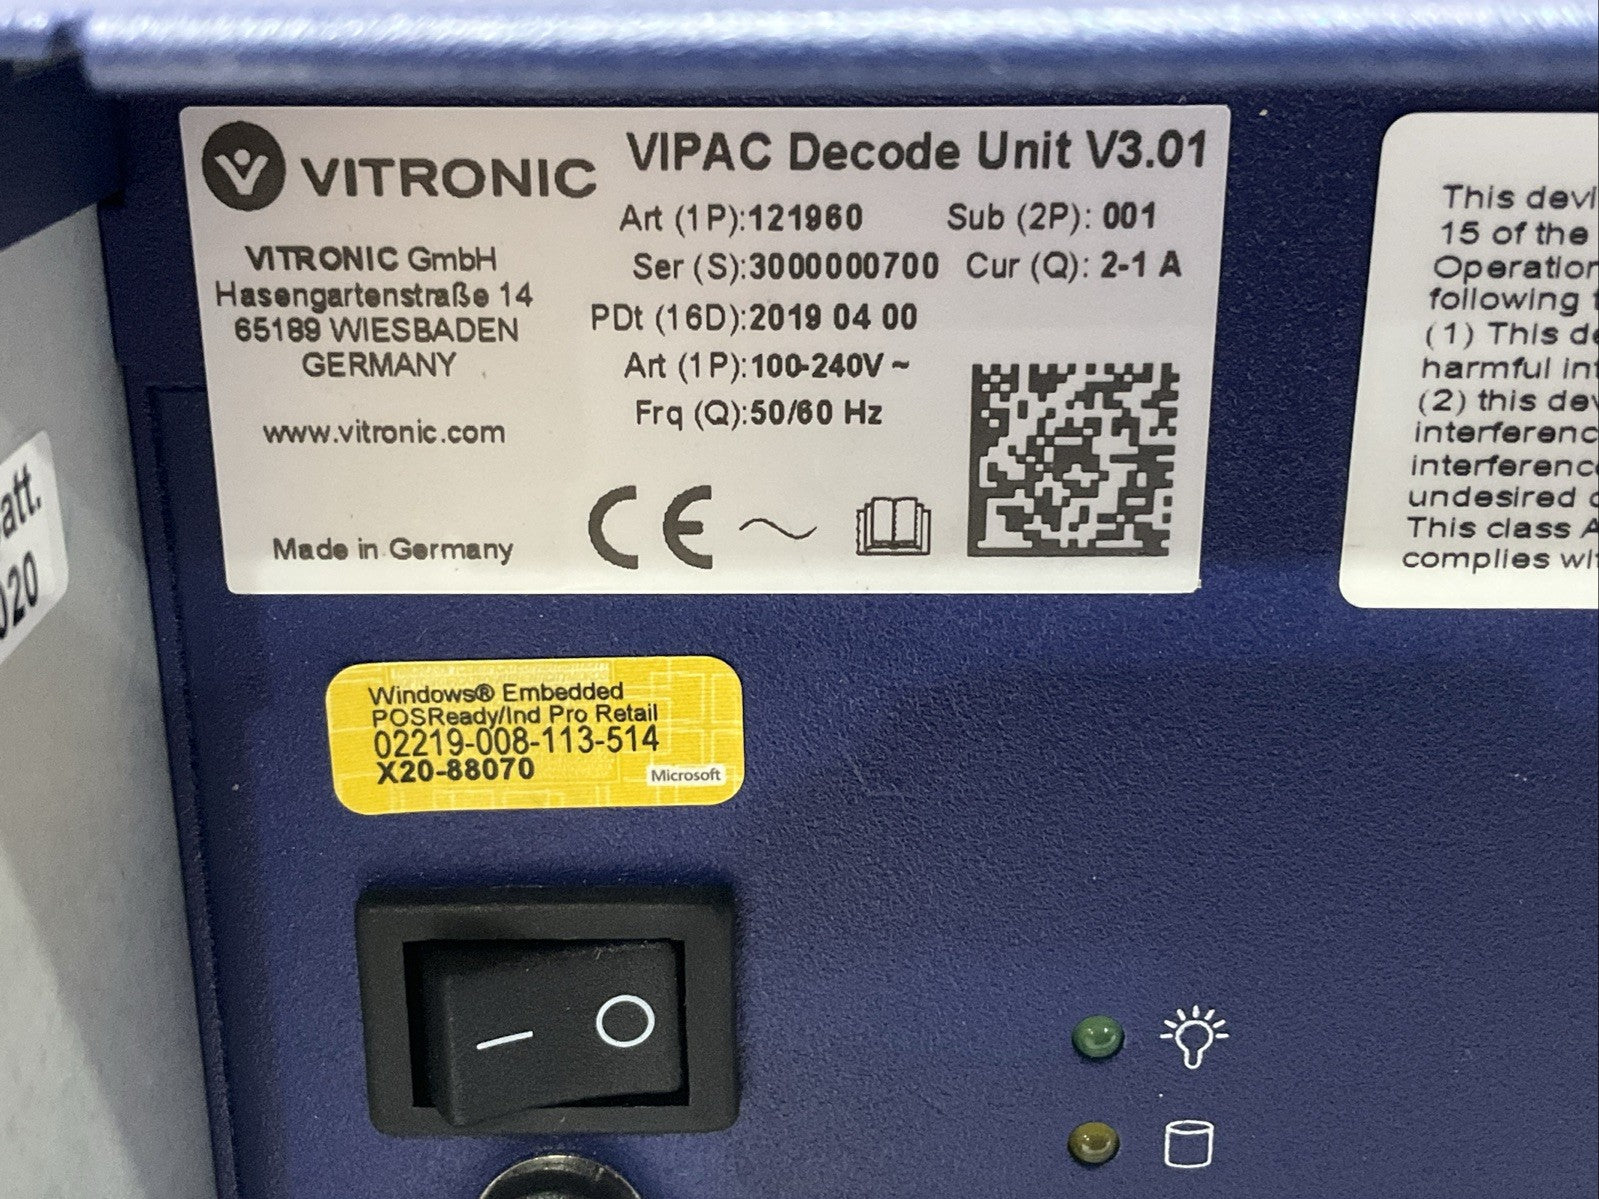 VITRONIC
VIPAC Decode Unit V3.01
VITRONIC GmbH
Hasengartenstraße 14
65189 WIESBADEN
GERMANY
www.vitronic.com
Made in Germany
Art (1P):121960 Sub (2P): 001
Ser (S):3000000700 Cur (Q): 2-1 A
PDt (16D):2019 04 00
Art (1P):100-240V ~
Frq (Q):50/60 Hz
CE
This devi
15 of the
Operation
following
(1) This de
harmful int
(2) this dev
interferenc
interferenc
undesired
This class A
complies wi
att.
020
Windows® Embedded
POSReady/Ind Pro Retail
02219-008-113-514
X20-88070
Microsoft